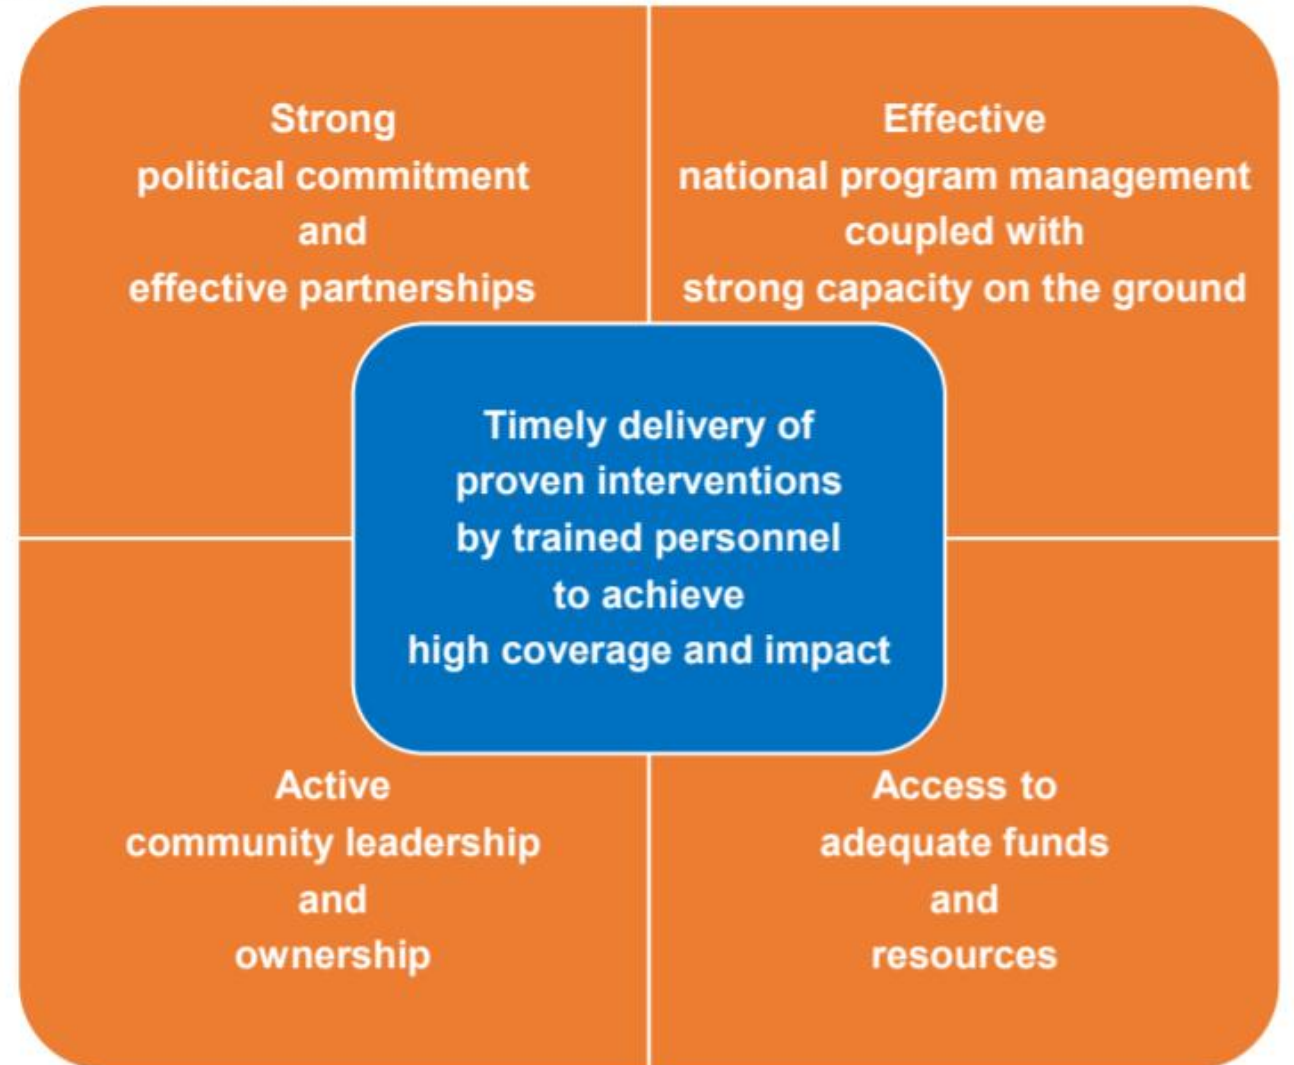 Strong
political commitment
and
effective partnerships
Effective
national program management
coupled with
strong capacity on the ground
Timely delivery of
proven interventions
by trained personnel
to achieve
high coverage and impact
Active
community leadership
and
ownership
Access to
adequate funds
and
resources